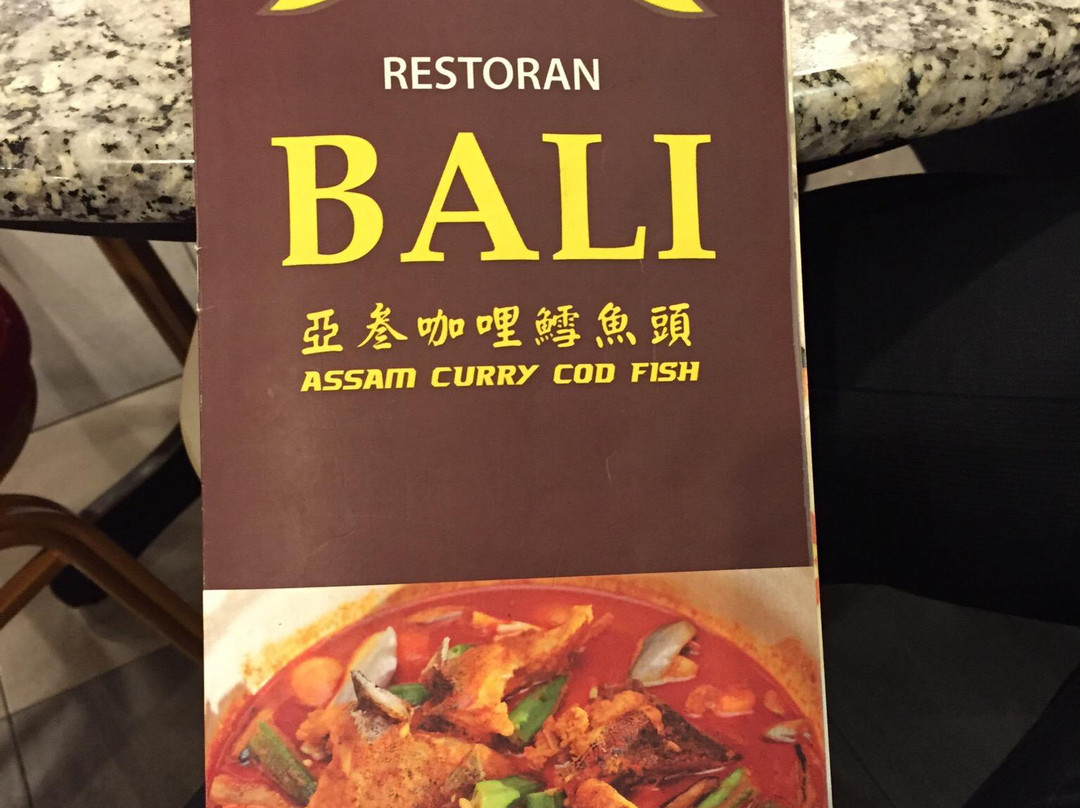 RESTORAN
BALI
亞叁咖哩鱈魚頭
ASSAM CURRY COD FISH